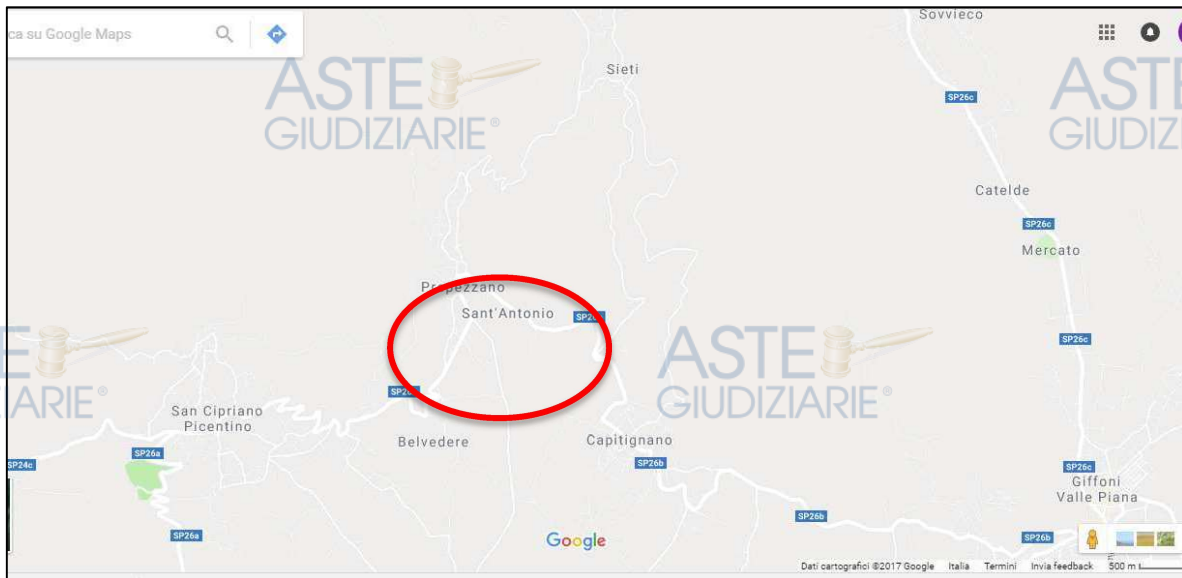 ca su Google Maps
Sovvieco
ASTE
GIUDIZIARIE®
ASTE
GIUDIZI
Sieti
SP26c
Catelde
SP26c
Mercato
Prepezzano
Sant'Antonio
ASTE
GIUDIZIARIE®
E
ZIARIE®
SP26c
San Cipriano
Picentino
Belvedere
Capitignano
SP26a
SP24c
SP26b
SP26c
Giffoni
Valle Piana
SP26b
SP26a
Google
SP26b
Dati cartografici ©2017 Google Italia Termini Invia feedback 500 m